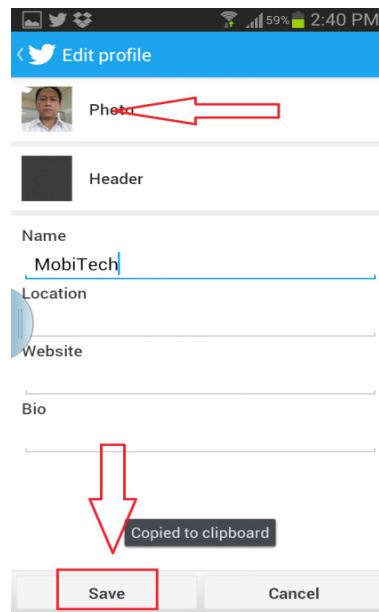 59% 2:40 PM
Edit profile
Photo
Header
Name
MobiTech
Location
Website
Bio
Copied to clipboard
Save Cancel